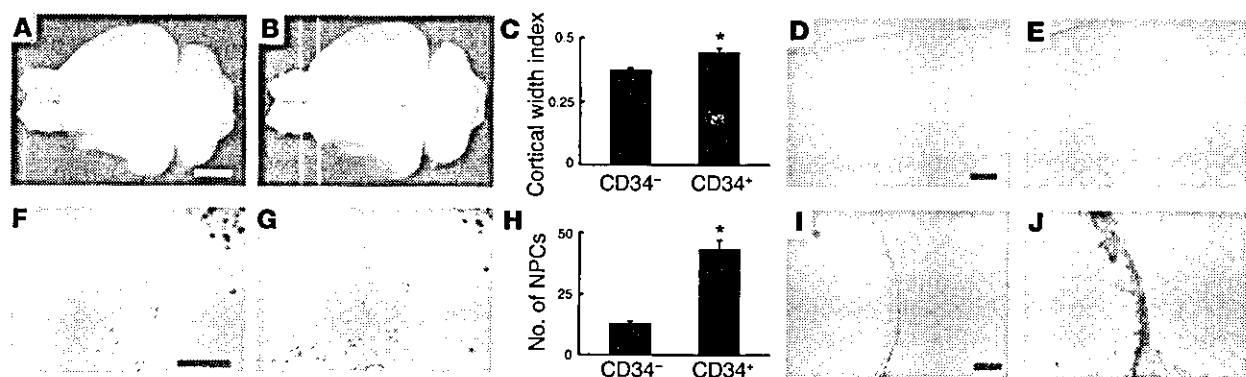 A
B
C
Cortical width index
0.5
0.25
0
*
CD34⁻
CD34⁺
D
E
F
G
H
No. of NPCs
50
25
0
*
CD34⁻
CD34⁺
I
J